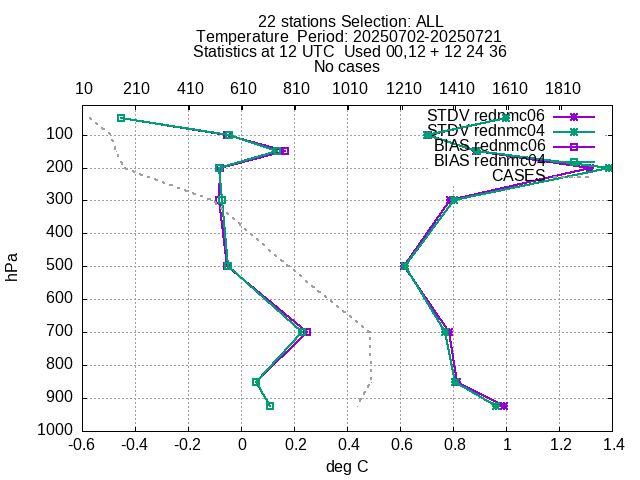 22 stations Selection: ALL
Temperature  Period: 20250702-20250721
Statistics at 12 UTC  Used 00,12 + 12 24 36
No cases
10 210 410 610 810 1010 1210 1410 1610 1810
STDV rednmc06
STDV rednmc04
BIAS rednmc06
BIAS rednmc04
CASES
100
200
300
400
500
600
700
800
900
1000
hPa
-0.6 -0.4 -0.2 0 0.2 0.4 0.6 0.8 1 1.2 1.4
deg C